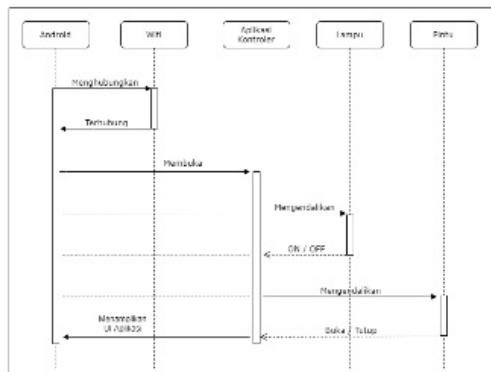 Android
Wifi
Aplikasi
Kontroler
Lampu
Pintu
Menghubungkan
Terhubung
Membuka
Mengendalikan
ON / OFF
Mengendalikan
Menampilkan
UI Aplikasi
Buka / Tutup